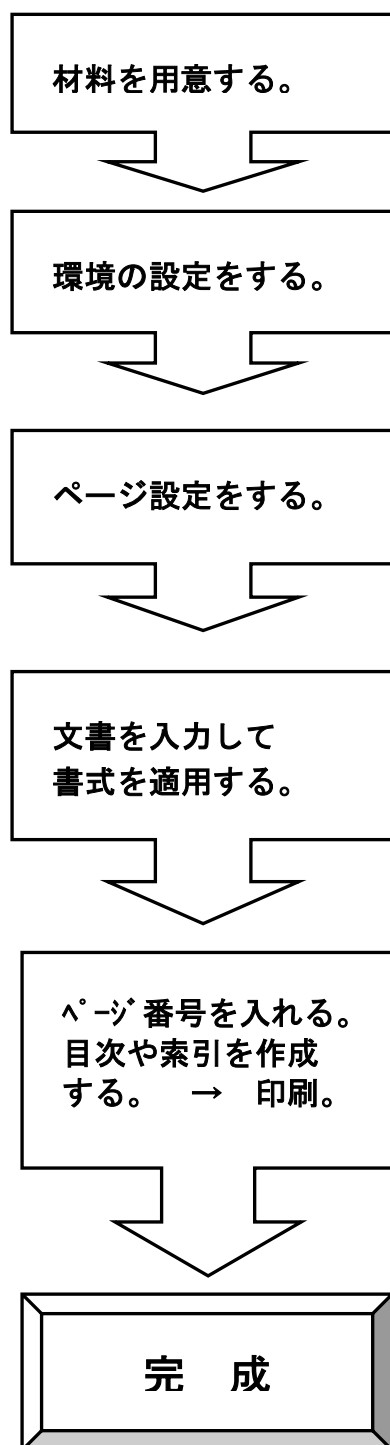 材料を用意する。
環境の設定をする。
ページ設定をする。
文書を入力して
書式を適用する。
ﾍﾟｰｼﾞ番号を入れる。
目次や索引を作成
する。　→　印刷。
完　成